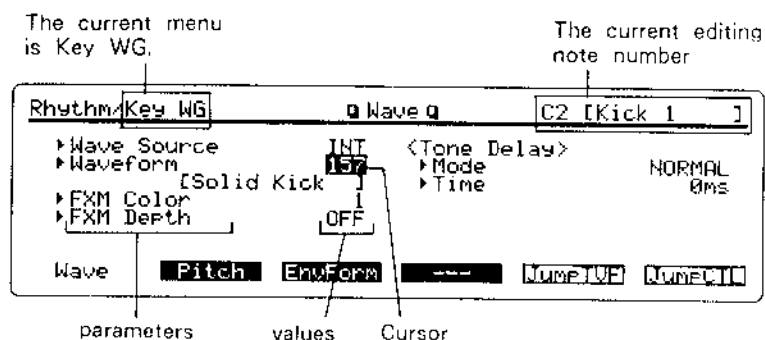 The current menu
is Key WG.
The current editing
note number
Rhythm/Key WG Wave C2 [Kick 1 ]
Wave Source INT
Waveform 157
[Solid Kick ]
FXM Color 1
FXM Depth OFF
<Tone Delay>
Mode NORMAL
Time 0ms
Wave Pitch EnvForm --- JumpTVF JumpCTL
parameters values Cursor